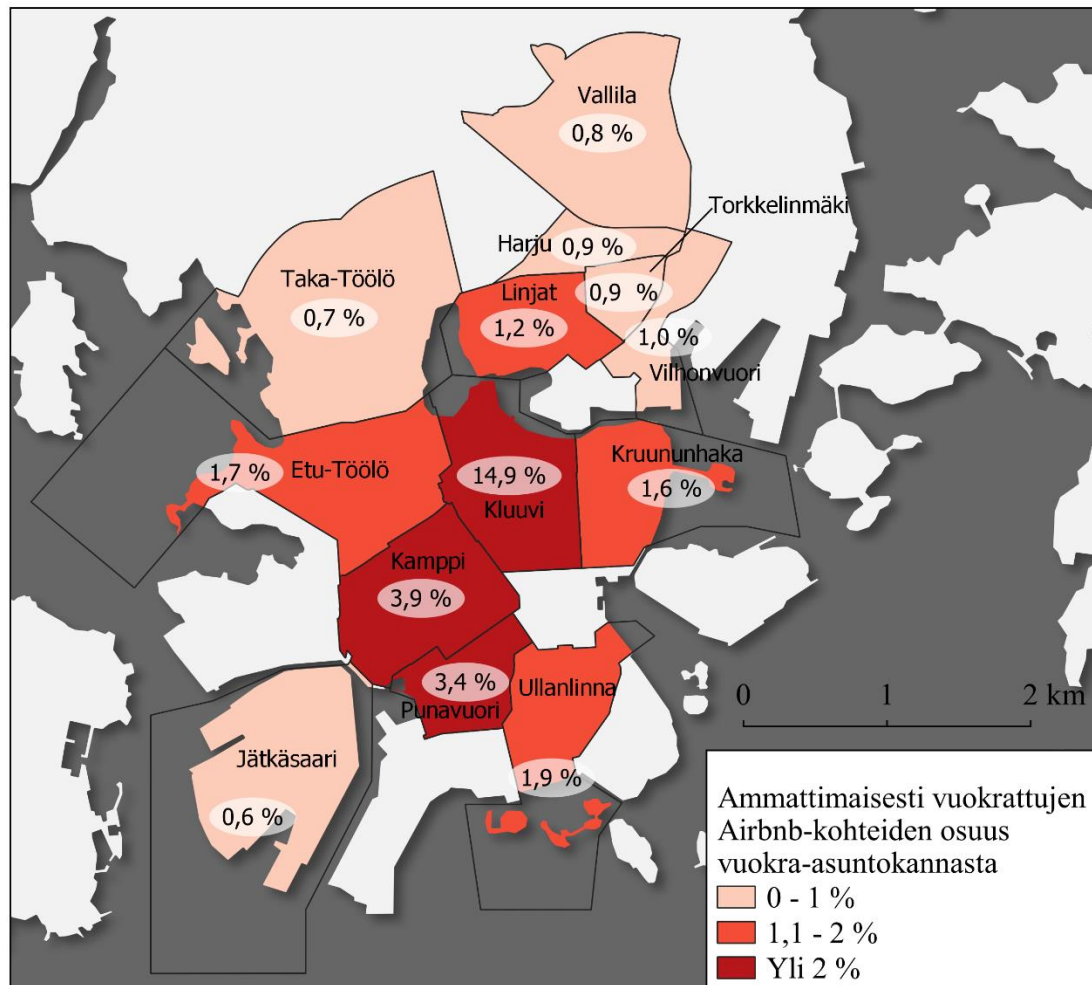 Vallila
0,8 %
Torkkelinmäki
Harju
0,9 %
Taka-Töölö
0,7 %
Linjat
1,2 %
0,9 %
1,0 %
Vilhonvuori
Etu-Töölö
1,7 %
14,9 %
Kluuvi
Kruununhaka
1,6 %
Kamppi
3,9 %
3,4 %
Punavuori
Ullanlinna
1,9 %
Jätkäsaari
0,6 %
0 1 2 km
Ammattimaisesti vuokrattujen
Airbnb-kohteiden osuus
vuokra-asuntokannasta
0 - 1 %
1,1 - 2 %
Yli 2 %